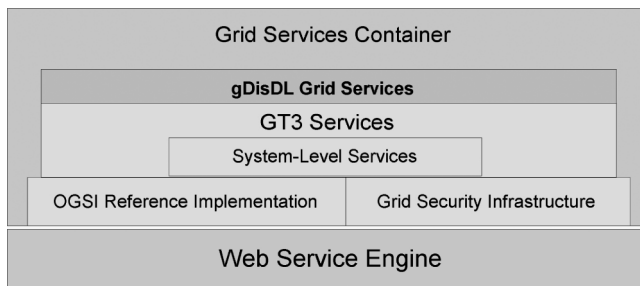 Grid Services Container
gDisDL Grid Services
GT3 Services
System-Level Services
OGSI Reference Implementation
Grid Security Infrastructure
Web Service Engine